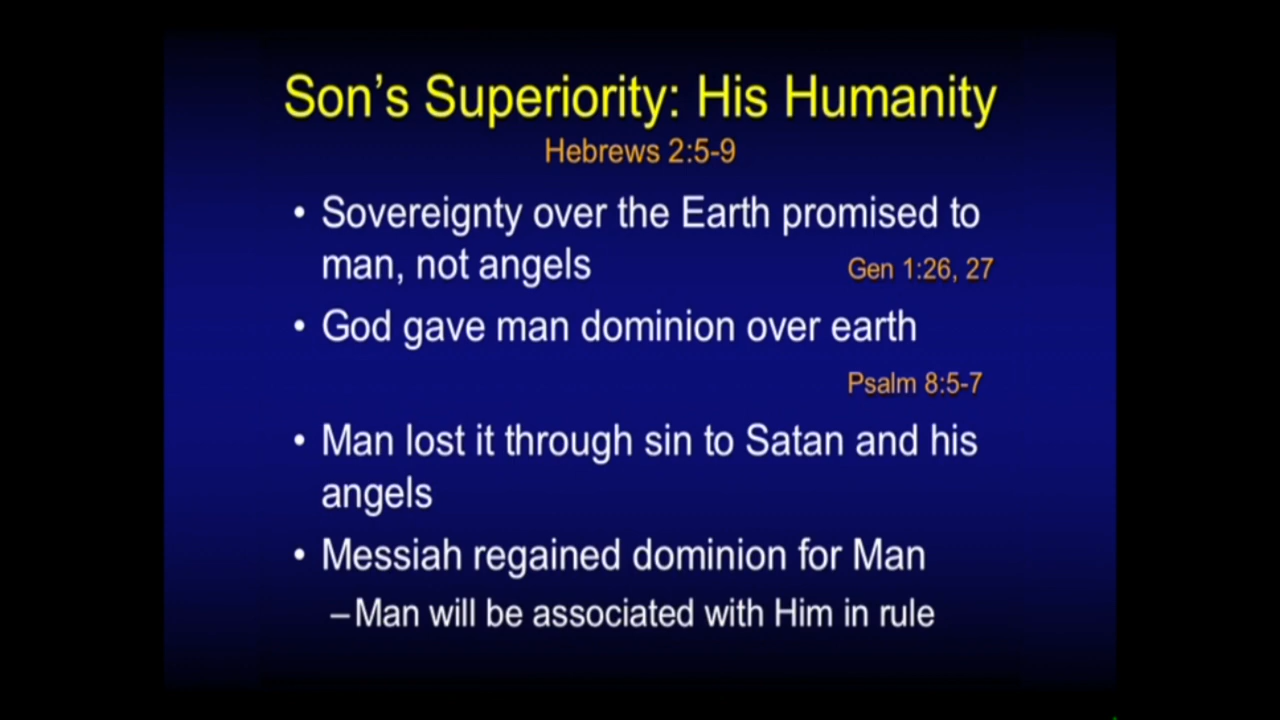 Son's Superiority: His Humanity
Hebrews 2:5-9
• Sovereignty over the Earth promised to
man, not angels Gen 1:26, 27
• God gave man dominion over earth
Psalm 8:5-7
• Man lost it through sin to Satan and his
angels
• Messiah regained dominion for Man
–Man will be associated with Him in rule